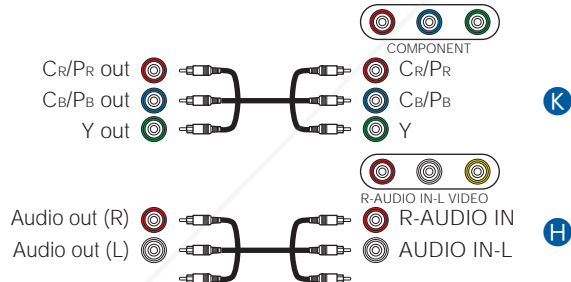 COMPONENT
CR/PR out CR/PR
CB/PB out CB/PB K
Y out Y
R-AUDIO IN-L VIDEO
Audio out (R) R-AUDIO IN
Audio out (L) AUDIO IN-L H